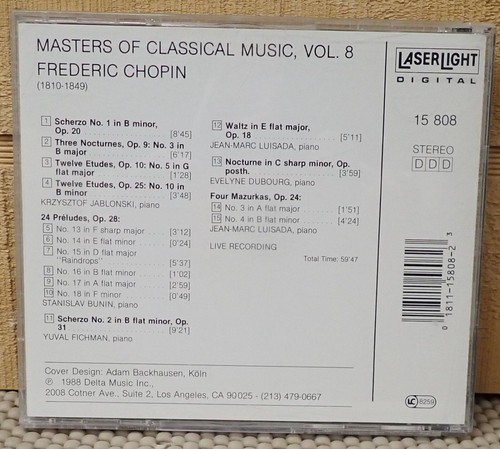 MASTERS OF CLASSICAL MUSIC, VOL. 8
FREDERIC CHOPIN
(1810-1849)
1 Scherzo No. 1 in B minor,
Op. 20 [8'45]
2 Three Nocturnes, Op. 9: No. 3 in
B major [6'17]
3 Twelve Etudes, Op. 10: No. 5 in G
flat major [1'28]
4 Twelve Etudes, Op. 25: No. 10 in
B minor [3'48]
KRZYSZTOF JABLONSKI, piano
24 Préludes, Op. 28:
5 No. 13 in F sharp major [3'12]
6 No. 14 in E flat minor [0'24]
7 No. 15 in D flat major
"Raindrops" [5'37]
8 No. 16 in B flat minor [1'02]
9 No. 17 in A flat major [2'59]
10 No. 18 in F minor [0'49]
STANISLAV BUNIN, piano
11 Scherzo No. 2 in B flat minor, Op.
31 [9'21]
YUVAL FICHMAN, piano
12 Waltz in E flat major,
Op. 18 [5'11]
JEAN-MARC LUISADA, piano
13 Nocturne in C sharp minor, Op.
posth. [3'59]
EVELYNE DUBOURG, piano
Four Mazurkas, Op. 24:
14 No. 3 in A flat major [1'51]
15 No. 4 in B flat minor [4'24]
JEAN-MARC LUISADA, piano
LIVE RECORDING
Total Time: 59'47
Cover Design: Adam Backhausen, Köln
℗ 1988 Delta Music Inc.,
2008 Cotner Ave., Suite 2, Los Angeles, CA 90025 - (213) 479-0667
LASERLIGHT
DIGITAL
15 808
STEREO
DDD
0 1811-15808-2 3
LC 8259